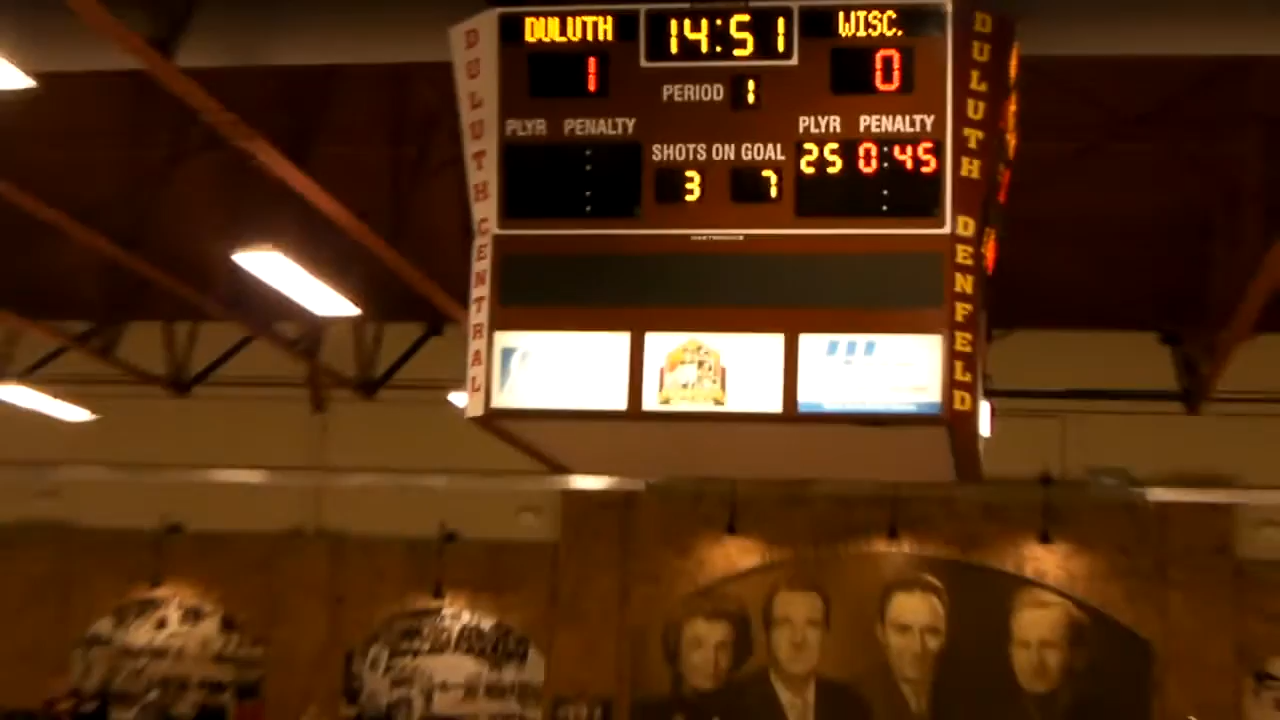 DULUTH 14:51 WISC.
1 0
PERIOD 1
PLYR PENALTY PLYR PENALTY
SHOTS ON GOAL 25 0:45
3 7
DULUTH CENTRAL
DULUTH DENFELD